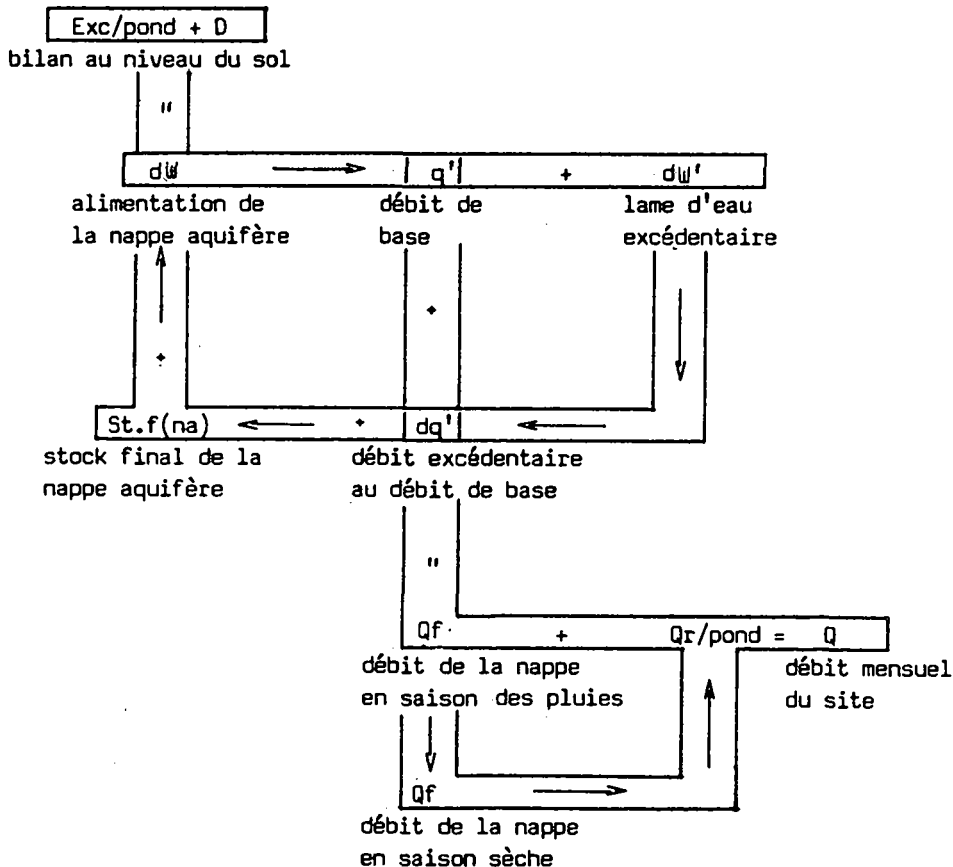 Exc/pond + D
bilan au niveau du sol
"
dW → | q'| + dW'
alimentation de la nappe aquifère
débit de base
lame d'eau excédentaire
↑
+
+
↓
St.f(na) ← + |dq'| ←
stock final de la nappe aquifère
débit excédentaire au débit de base
"
Qf + Qr/pond = Q
débit de la nappe en saison des pluies
débit mensuel du site
↓
↑
Qf →
débit de la nappe en saison sèche